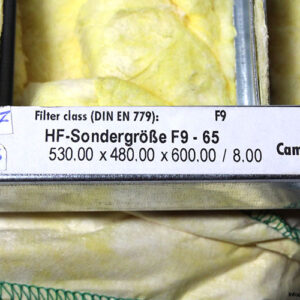 Filter class (DIN EN 779): F9
HF-Sondergröße F9 - 65
530.00 x 480.00 x 600.00 / 8.00 Cam